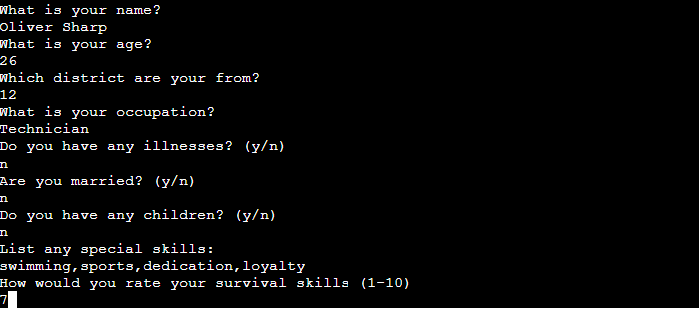 What is your name?
Oliver Sharp
What is your age?
26
Which district are your from?
12
What is your occupation?
Technician
Do you have any illnesses? (y/n)
n
Are you married? (y/n)
n
Do you have any children? (y/n)
n
List any special skills:
swimming,sports,dedication,loyalty
How would you rate your survival skills (1-10)
7